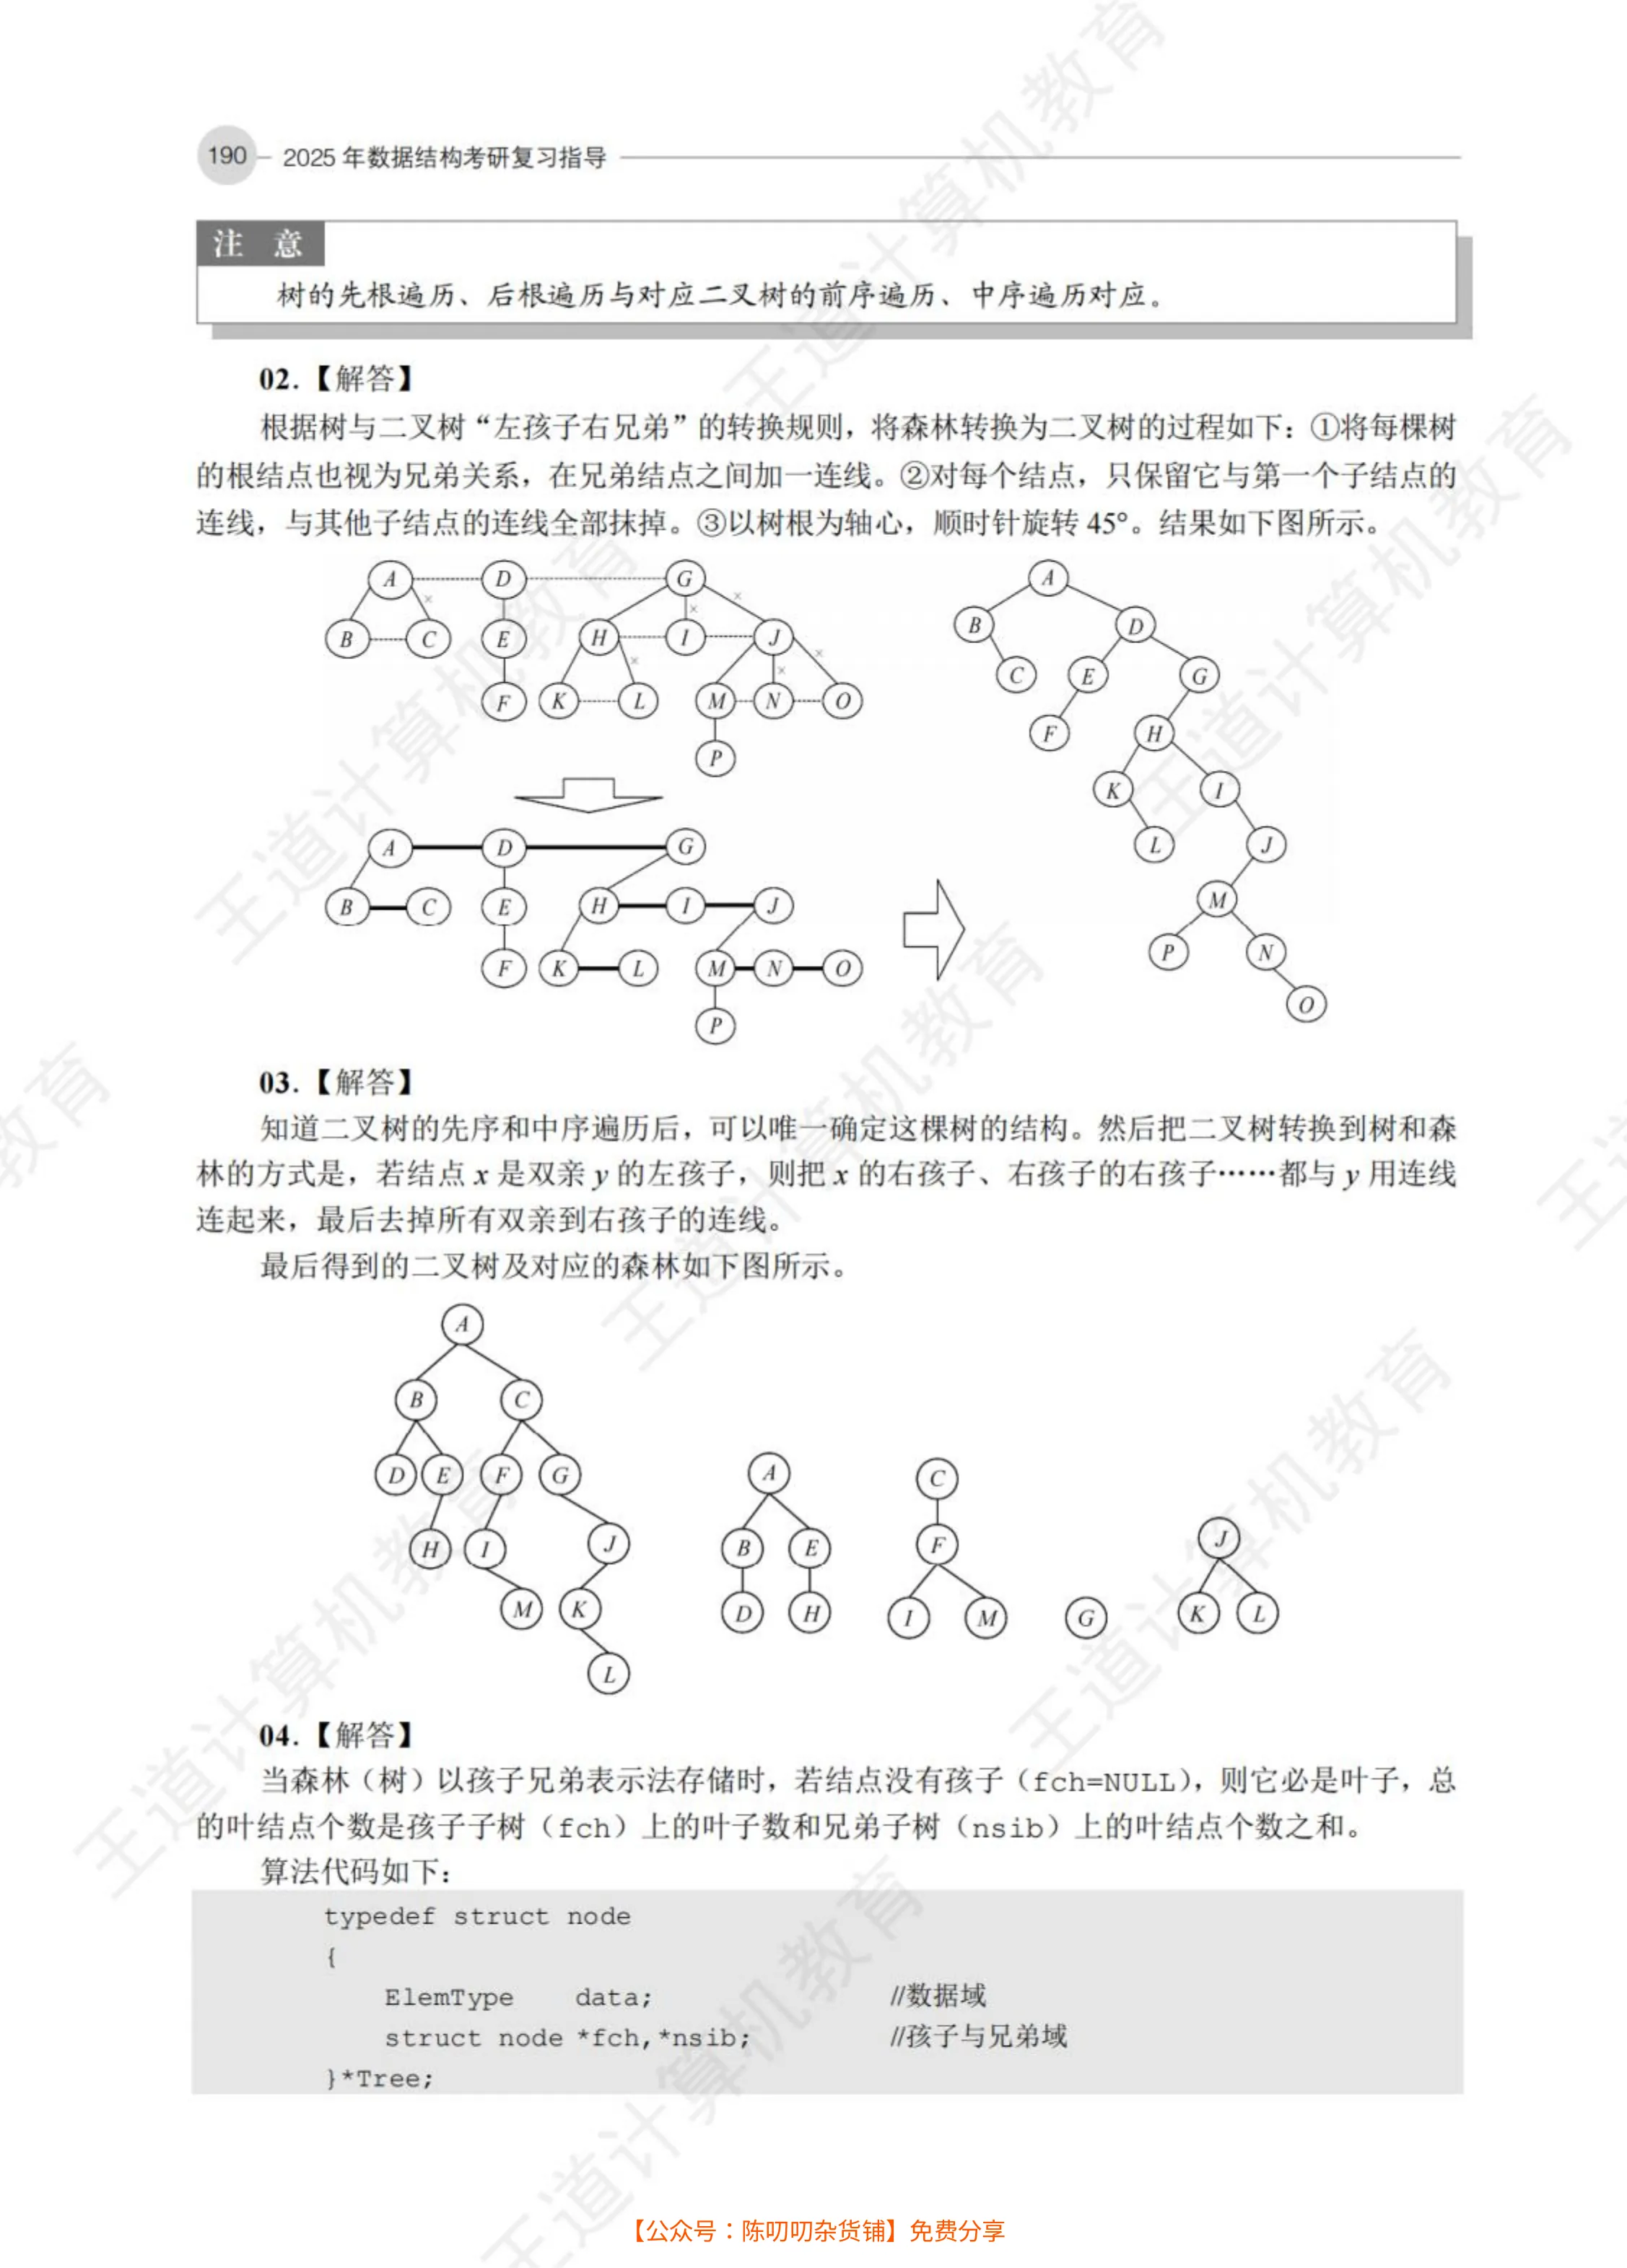 190 2025 年数据结构考研复习指导
注 意
树的先根遍历、后根遍历与对应二叉树的前序遍历、中序遍历对应。
02.【解答】
根据树与二叉树“左孩子右兄弟”的转换规则，将森林转换为二叉树的过程如下：①将每棵树
的根结点也视为兄弟关系，在兄弟结点之间加一连线。②对每个结点，只保留它与第一个子结点的
连线，与其他子结点的连线全部抹掉。③以树根为轴心，顺时针旋转 45°。结果如下图所示。
A D G
B C E H I J
F K L M N O
P
A D G
B C E H I J
F K L M N O
P
A
B D
C E G
F H
K I
L J
M
P N
O
03.【解答】
知道二叉树的先序和中序遍历后，可以唯一确定这棵树的结构。然后把二叉树转换到树和森
林的方式是，若结点 x 是双亲 y 的左孩子，则把 x 的右孩子、右孩子的右孩子……都与 y 用连线
连起来，最后去掉所有双亲到右孩子的连线。
最后得到的二叉树及对应的森林如下图所示。
A
B C
D E F G
H I J
M K
L
A
B E
D H
C
F
I M
G
J
K L
04.【解答】
当森林（树）以孩子兄弟表示法存储时，若结点没有孩子（fch=NULL），则它必是叶子，总
的叶结点个数是孩子子树（fch）上的叶子数和兄弟子树（nsib）上的叶结点个数之和。
算法代码如下：
typedef struct node
{
ElemType data; //数据域
struct node *fch,*nsib; //孩子与兄弟域
}*Tree;
【公众号：陈叨叨杂货铺】免费分享
王道计算机教育